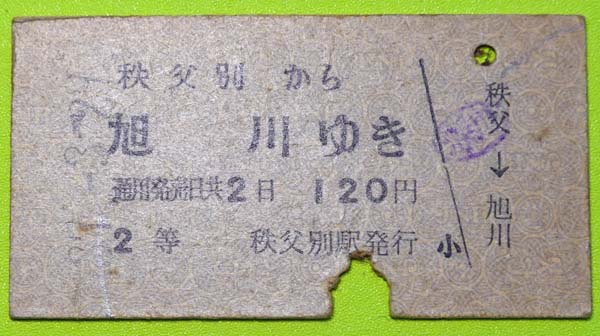 秩父別 から
旭 川 ゆき
通用発売日共2日 120円
2 等 秩父別駅発行
小
秩父→旭川